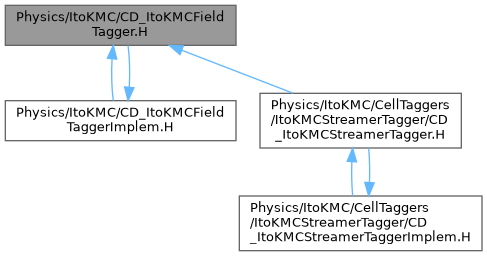 Physics/ItoKMC/CD_ItoKMCField
Tagger.H
Physics/ItoKMC/CD_ItoKMCField
TaggerImplem.H
Physics/ItoKMC/CellTaggers
/ItoKMCStreamerTagger/CD
_ItoKMCStreamerTagger.H
Physics/ItoKMC/CellTaggers
/ItoKMCStreamerTagger/CD
_ItoKMCStreamerTaggerImplem.H